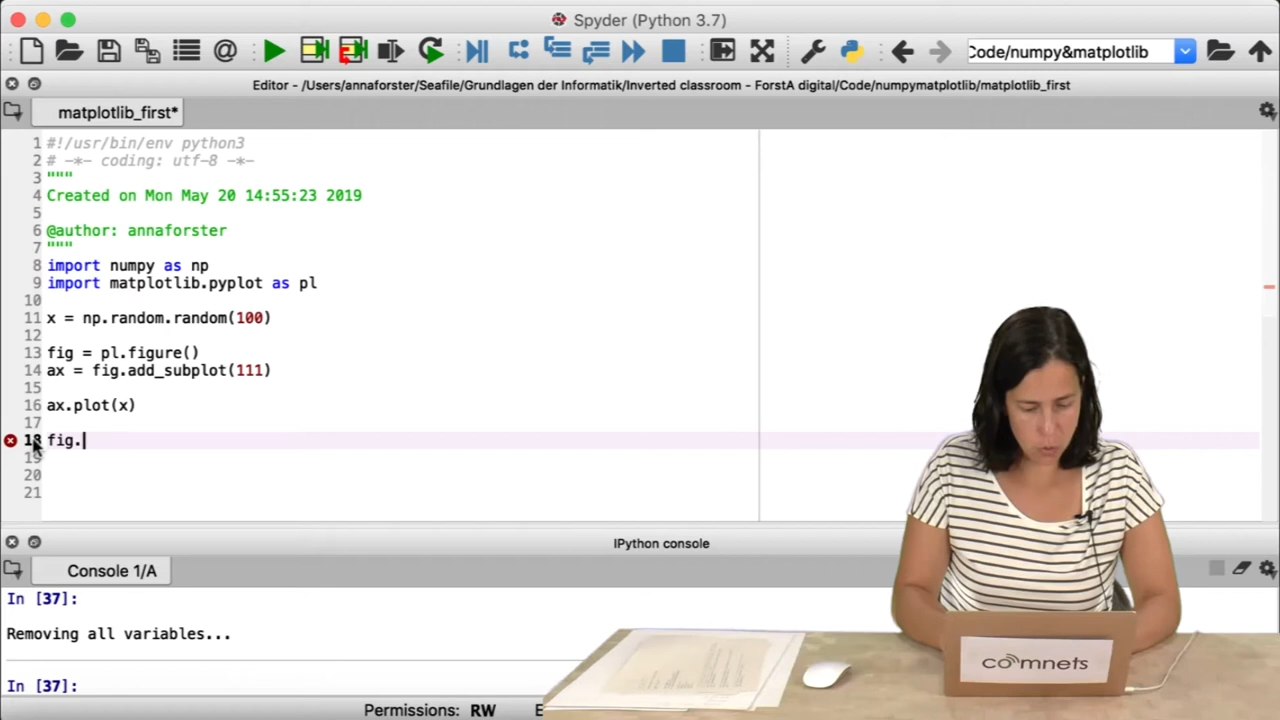 Spyder (Python 3.7)
Code/numpy&matplotlib
Editor - /Users/annaforster/Seafile/Grundlagen der Informatik/Inverted classroom - ForstA digital/Code/numpymatplotlib/matplotlib_first
matplotlib_first*
1 #!/usr/bin/env python3
2 # -*- coding: utf-8 -*-
3 """
4 Created on Mon May 20 14:55:23 2019
5
6 @author: annaforster
7 """
8 import numpy as np
9 import matplotlib.pyplot as pl
10
11 x = np.random.random(100)
12
13 fig = pl.figure()
14 ax = fig.add_subplot(111)
15
16 ax.plot(x)
17
18 fig.
19
20
21
IPython console
Console 1/A
In [37]:
Removing all variables...
In [37]:
Permissions: RW
comnets